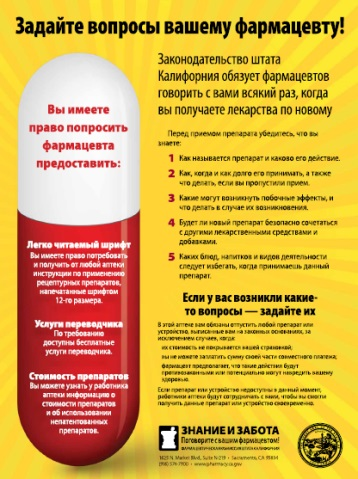 Задайте вопросы вашему фармацевту!
Законодательство штата
Калифорния обязует фармацевтов
говорить с вами всякий раз, когда
вы получаете лекарства по новому
Вы имеете
право попросить
фармацевта
предоставить:
Легко читаемый шрифт
Вы имеете право потребовать
и получить от любой аптеки
инструкции по применению
рецептурных препаратов,
напечатанные шрифтом
12-го размера.
Услуги переводчика
По требованию
доступны бесплатные
услуги переводчика.
Стоимость препаратов
Вы можете узнать у работника
аптеки информацию о
стоимости препаратов
и об использовании
непатентованных
препаратов.
Перед приемом препарата убедитесь, что вы
знаете:
1 Как называется препарат и каково его действие.
2 Как, когда и как долго его принимать, а также
что делать, если вы пропустили прием.
3 Какие могут возникнуть побочные эффекты, и
что делать в случае их возникновения.
4 Будет ли новый препарат безопасно сочетаться
с другими лекарственными средствами и
добавками.
5 Каких блюд, напитков и видов деятельности
следует избегать, когда принимаешь данный
препарат.
Если у вас возникли какие-
то вопросы — задайте их
В этой аптеке вам обязаны отпустить любой препарат или
устройство, выписанные вам на законных основаниях, за
исключением случаев, когда:
их стоимость не покрывается вашей страховкой;
вы не можете заплатить сумму своей части совместного платежа;
фармацевт предполагает, что такие действия будут
противопоказанными или потенциально могут навредить вашему
здоровью.
Если препарат или устройство недоступны в данный момент,
работники аптеки будут сотрудничать с вами, чтобы вы смогли
получить данные препарат или устройство своевременно.
ЗНАНИЕ И ЗАБОТА
Поговорите с вашим фармацевтом!
1625 N. Market Blvd, Suite N-219 • Sacramento, CA 95834
(916) 574-7900 • www.pharmacy.ca.gov